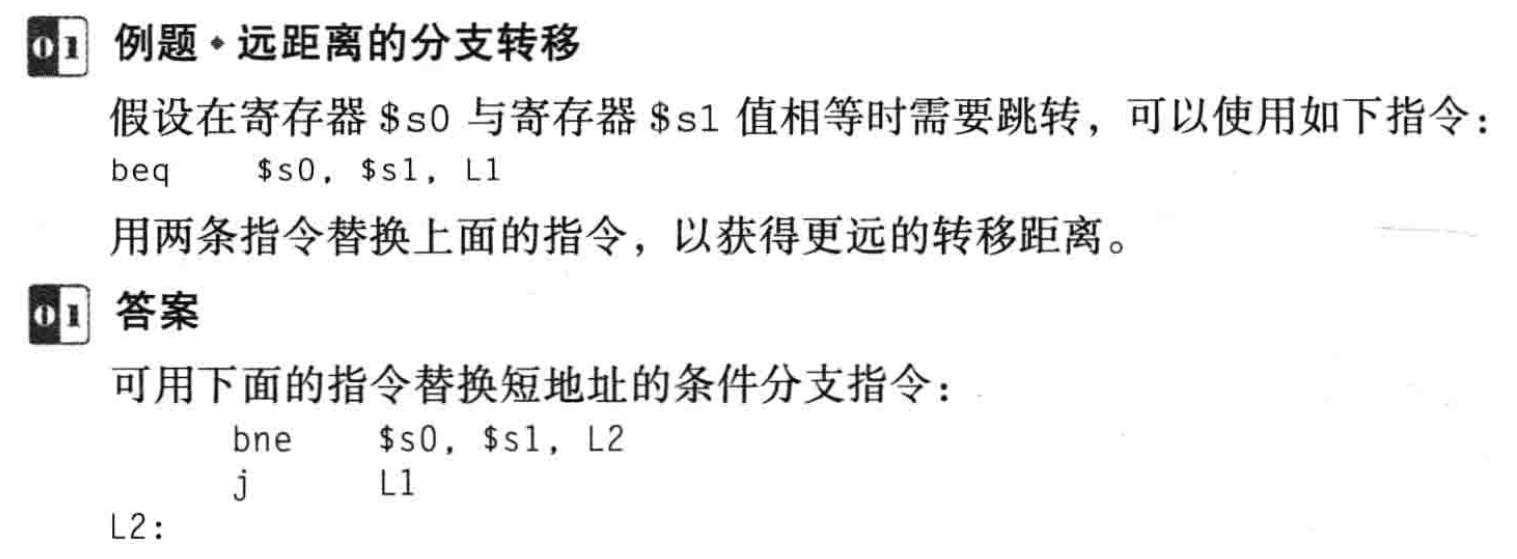 01 例题·远距离的分支转移
假设在寄存器 $s0 与寄存器 $s1 值相等时需要跳转，可以使用如下指令：
beq $s0, $s1, L1
用两条指令替换上面的指令，以获得更远的转移距离。
01 答案
可用下面的指令替换短地址的条件分支指令：
bne $s0, $s1, L2
j L1
L2: